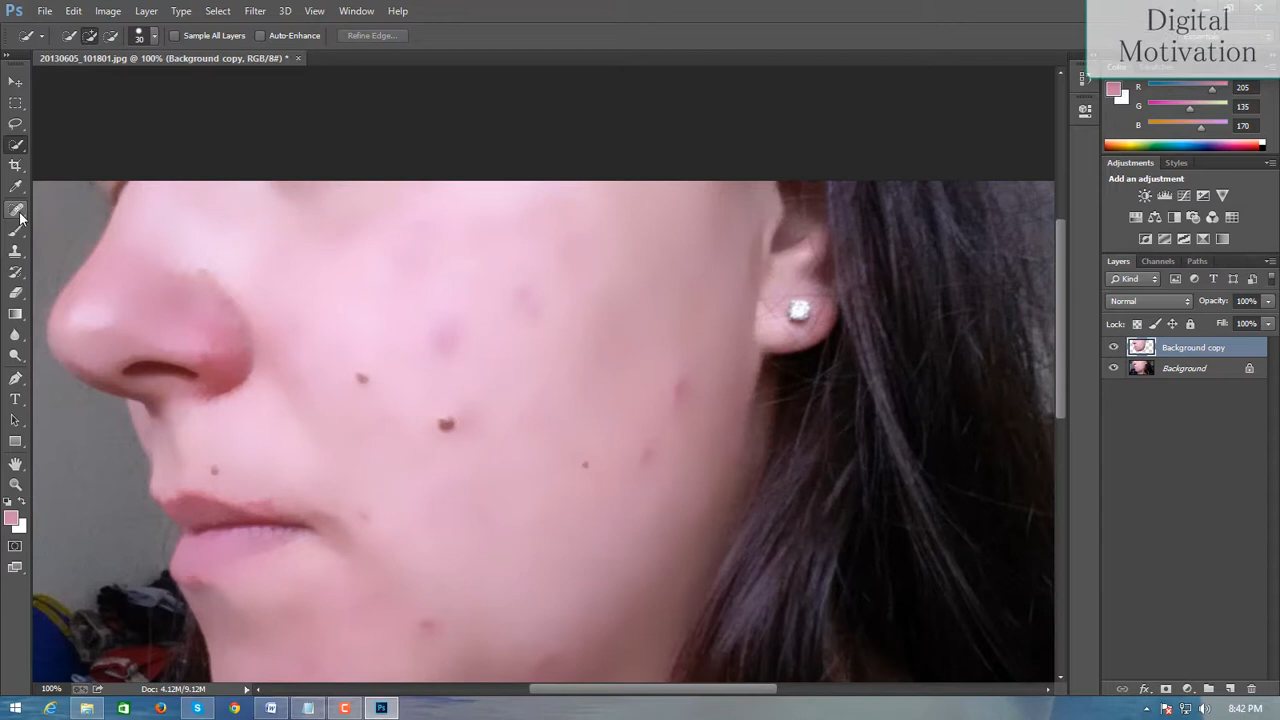 Ps File Edit Image Layer Type Select Filter 3D View Window Help
Digital
Motivation
30 Sample All Layers Auto-Enhance Refine Edge...
20130605_101801.jpg @ 100% (Background copy, RGB/8#) * ×
Color
R 205
G 135
B 170
Adjustments Styles
Add an adjustment
Layers Channels Paths
Kind
Normal Opacity: 100%
Lock: Fill: 100%
Background copy
Background
100% Doc: 4.12M/9.12M
8:42 PM